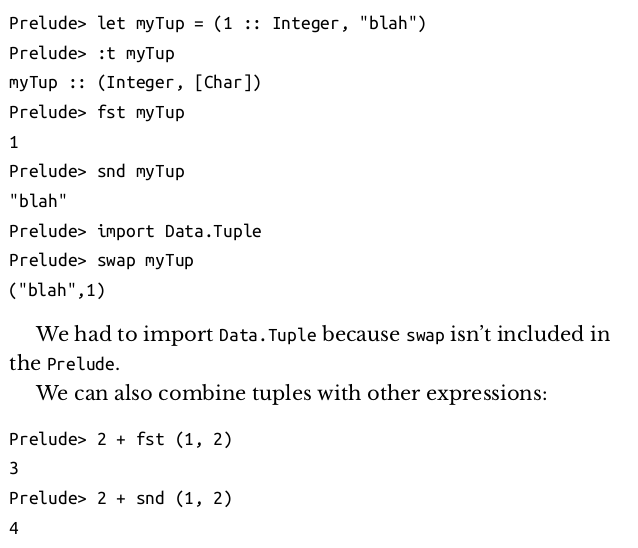 Prelude> let myTup = (1 :: Integer, "blah")
Prelude> :t myTup
myTup :: (Integer, [Char])
Prelude> fst myTup
1
Prelude> snd myTup
"blah"
Prelude> import Data.Tuple
Prelude> swap myTup
("blah",1)
We had to import Data.Tuple because swap isn’t included in
the Prelude.
We can also combine tuples with other expressions:
Prelude> 2 + fst (1, 2)
3
Prelude> 2 + snd (1, 2)
4